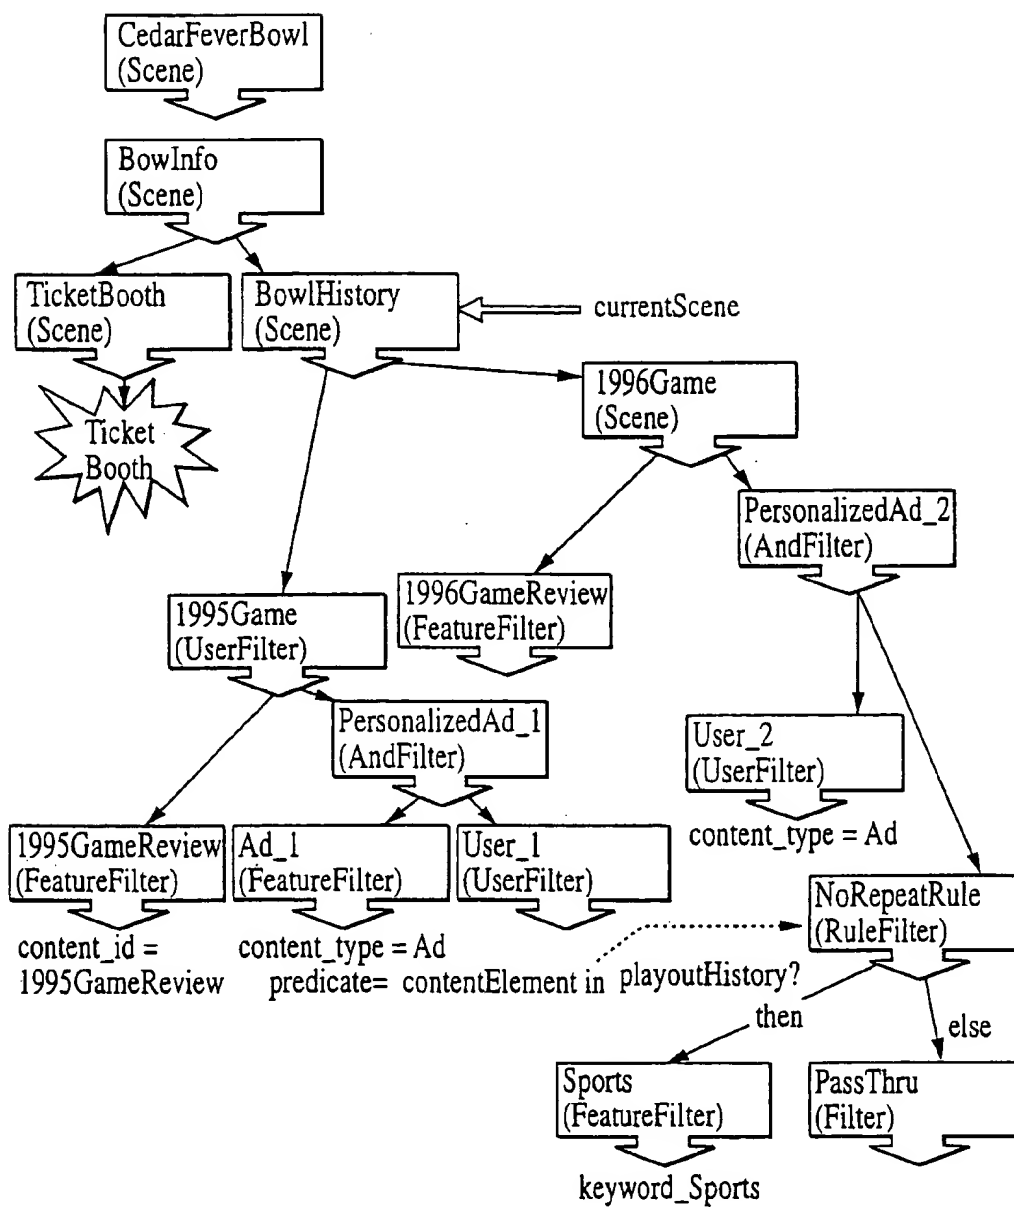 CedarFeverBowl
(Scene)
BowInfo
(Scene)
TicketBooth
(Scene)
BowlHistory
(Scene)
currentScene
Ticket
Booth
1996Game
(Scene)
PersonalizedAd_2
(AndFilter)
1996GameReview
(FeatureFilter)
1995Game
(UserFilter)
PersonalizedAd_1
(AndFilter)
User_2
(UserFilter)
content_type = Ad
1995GameReview
(FeatureFilter)
Ad_1
(FeatureFilter)
User_1
(UserFilter)
NoRepeatRule
(RuleFilter)
content_id =
1995GameReview
content_type = Ad
predicate= contentElement in playoutHistory?
then
else
Sports
(FeatureFilter)
PassThru
(Filter)
keyword_Sports